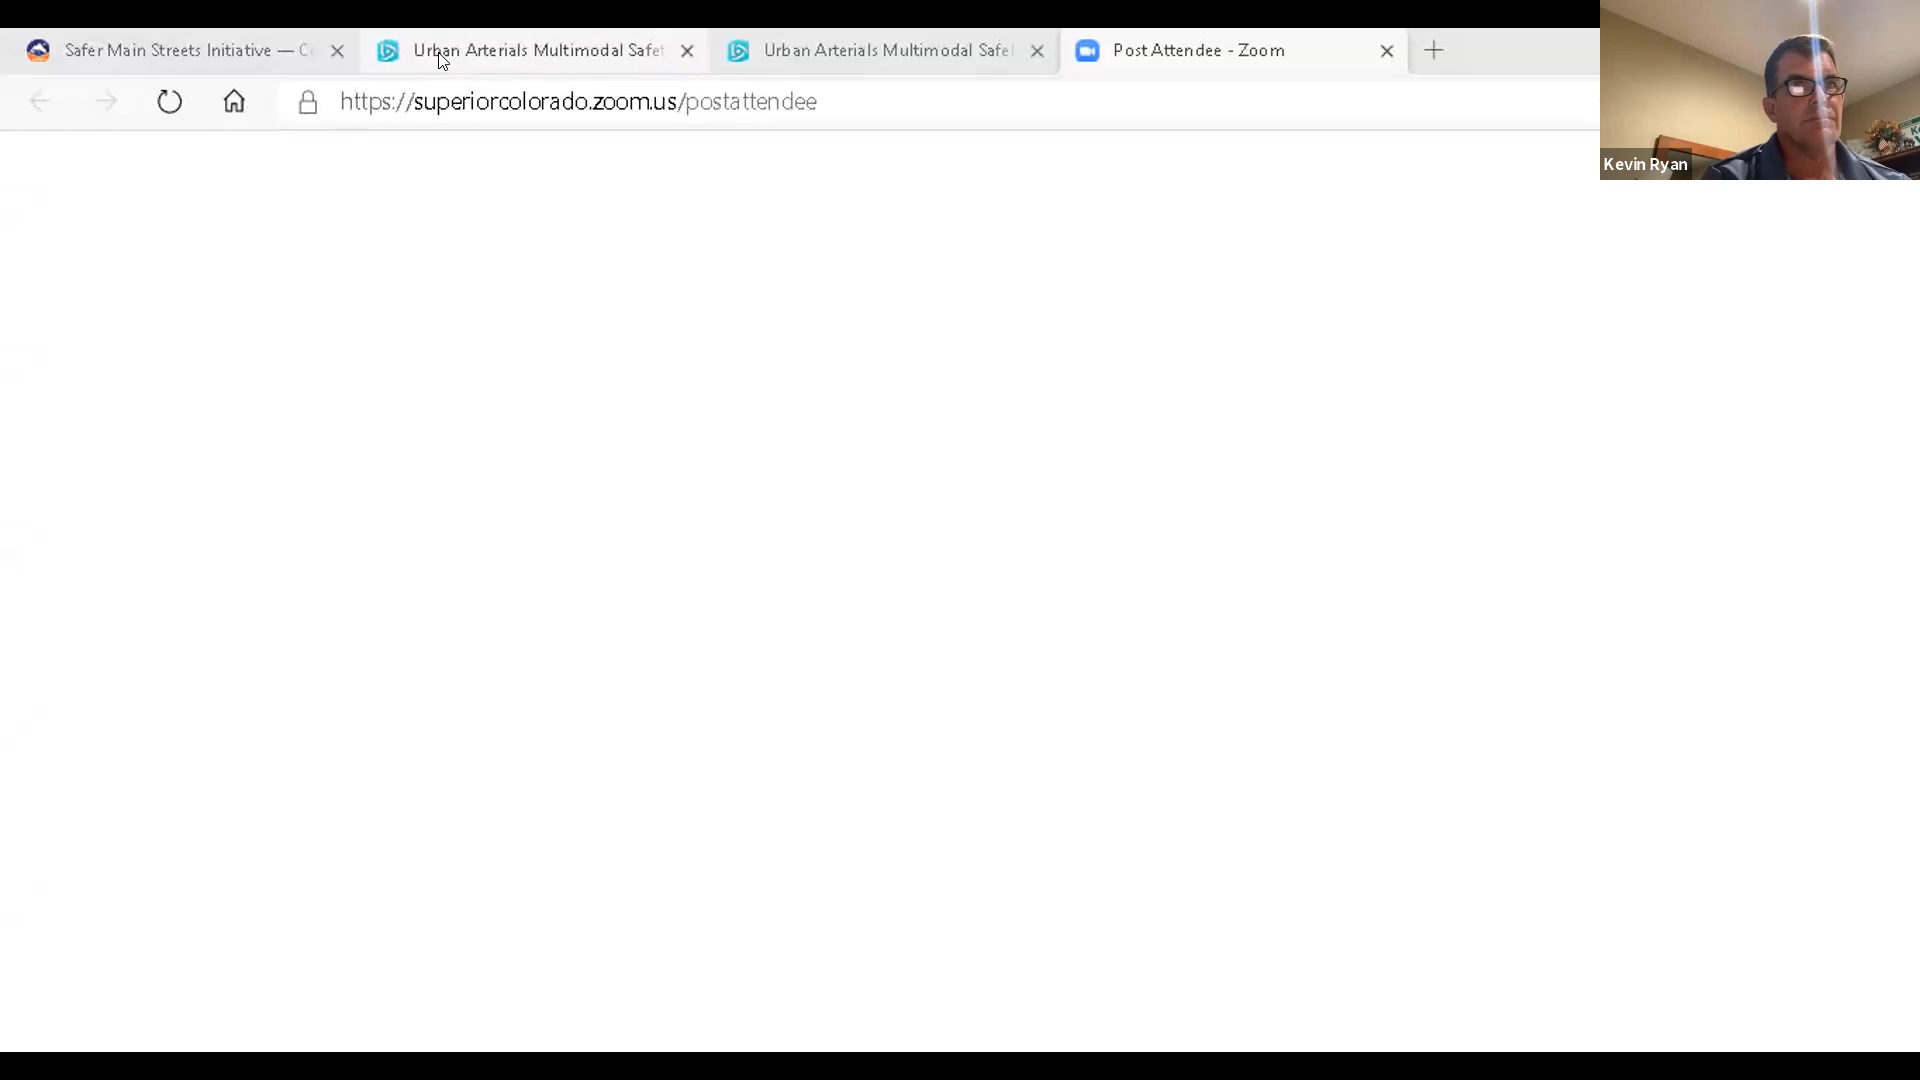 Safer Main Streets Initiative — C
Urban Arterials Multimodal Safet
Urban Arterials Multimodal Safe
Post Attendee - Zoom
https://superiorcolorado.zoom.us/postattendee
Kevin Ryan